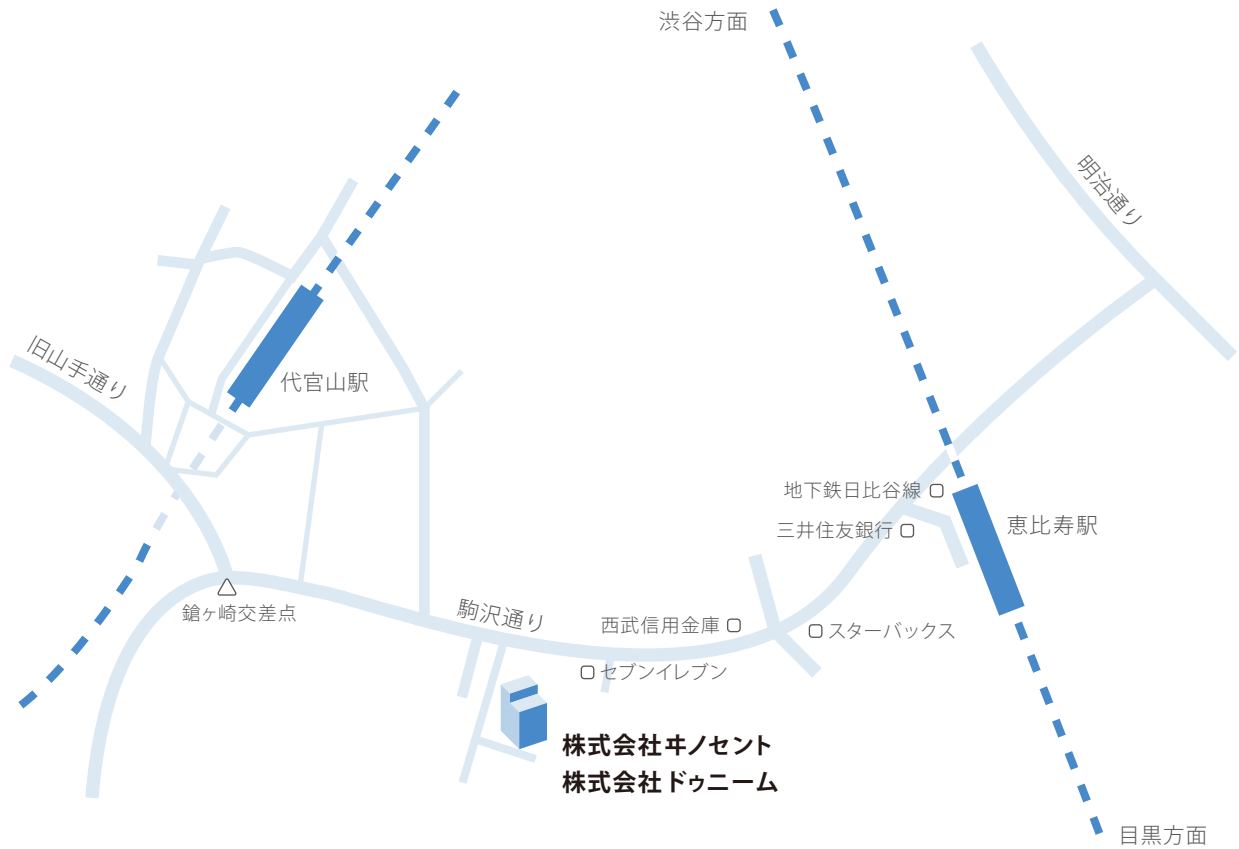 渋谷方面
明治通り
旧山手通り
代官山駅
地下鉄日比谷線
三井住友銀行
恵比寿駅
鎗ヶ崎交差点
駒沢通り
西武信用金庫
スターバックス
セブンイレブン
株式会社ヰノセント
株式会社ドゥニーム
目黒方面